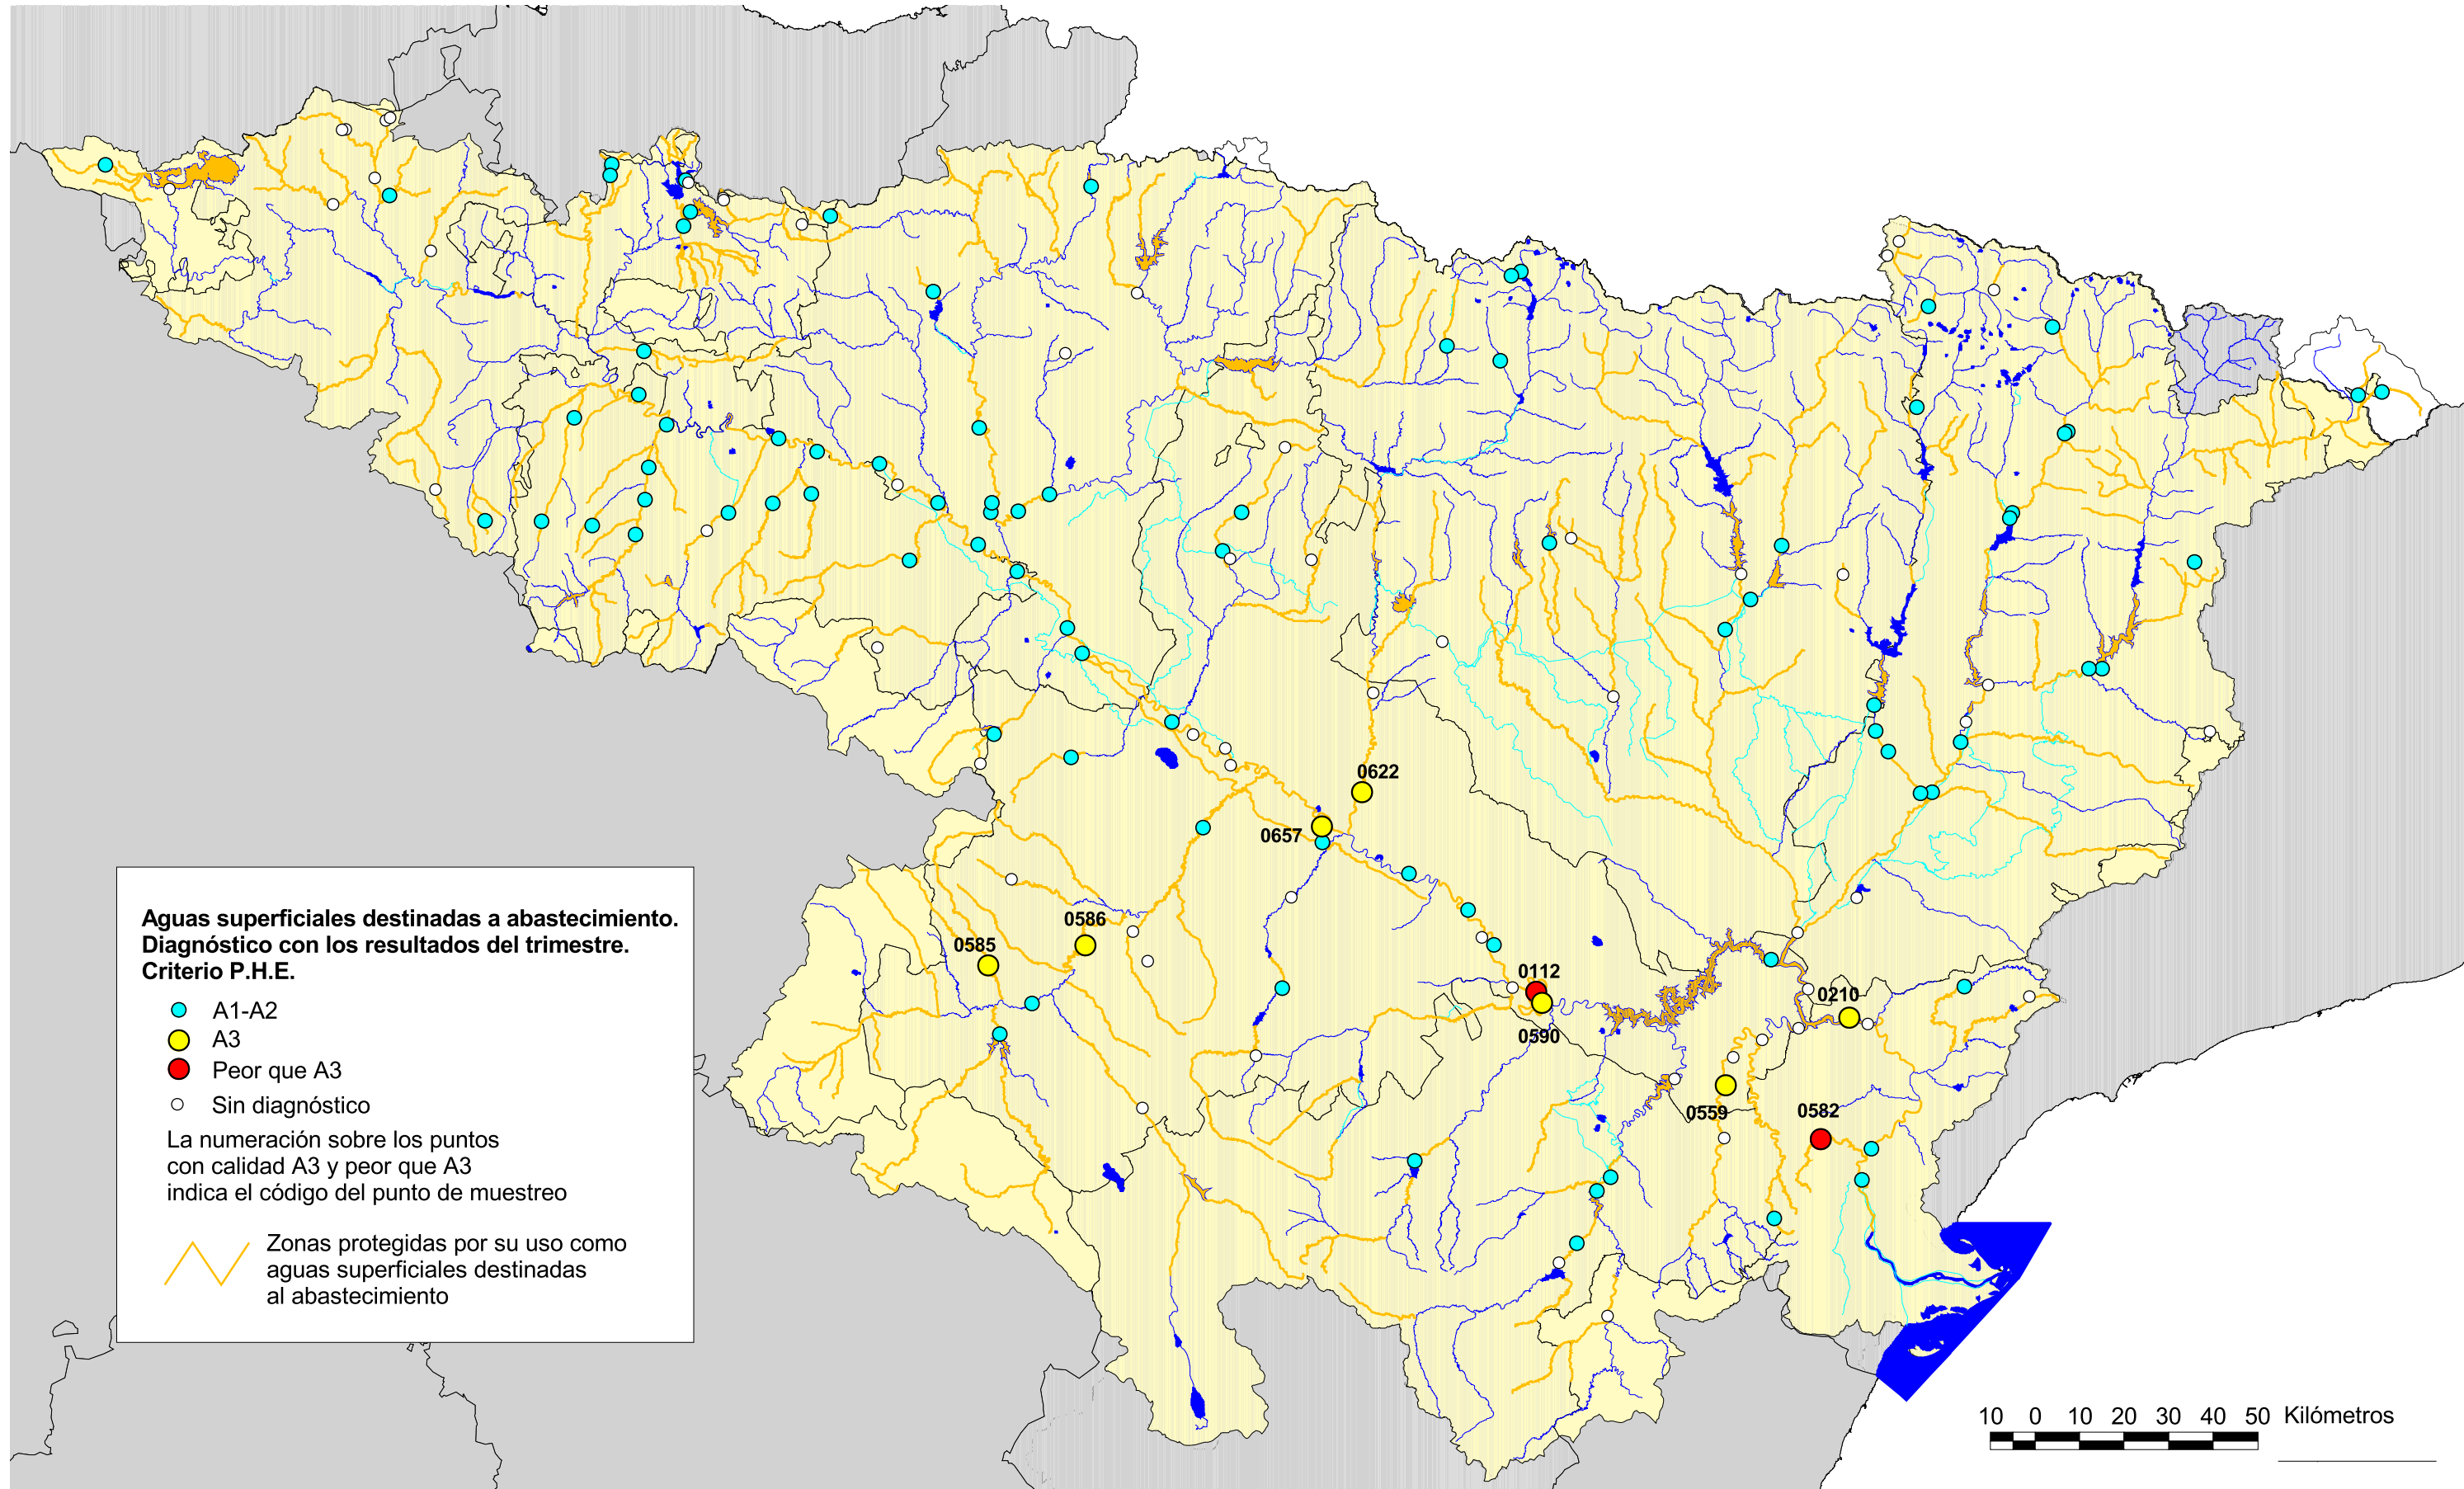 0622
0657
0586
0585
0112
0210
0590
0559
0582
Aguas superficiales destinadas a abastecimiento.
Diagnóstico con los resultados del trimestre.
Criterio P.H.E.
A1-A2
A3
Peor que A3
Sin diagnóstico
La numeración sobre los puntos
con calidad A3 y peor que A3
indica el código del punto de muestreo
Zonas protegidas por su uso como
aguas superficiales destinadas
al abastecimiento
10 0 10 20 30 40 50 Kilómetros